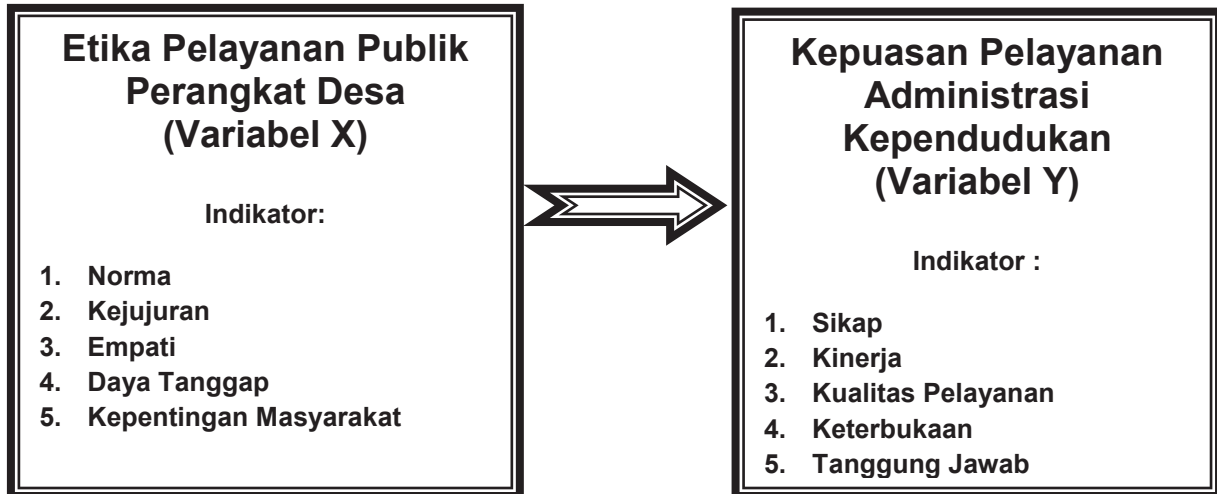 Etika Pelayanan Publik
Perangkat Desa
(Variabel X)
Indikator:
1. Norma
2. Kejujuran
3. Empati
4. Daya Tanggap
5. Kepentingan Masyarakat
Kepuasan Pelayanan
Administrasi
Kependudukan
(Variabel Y)
Indikator :
1. Sikap
2. Kinerja
3. Kualitas Pelayanan
4. Keterbukaan
5. Tanggung Jawab